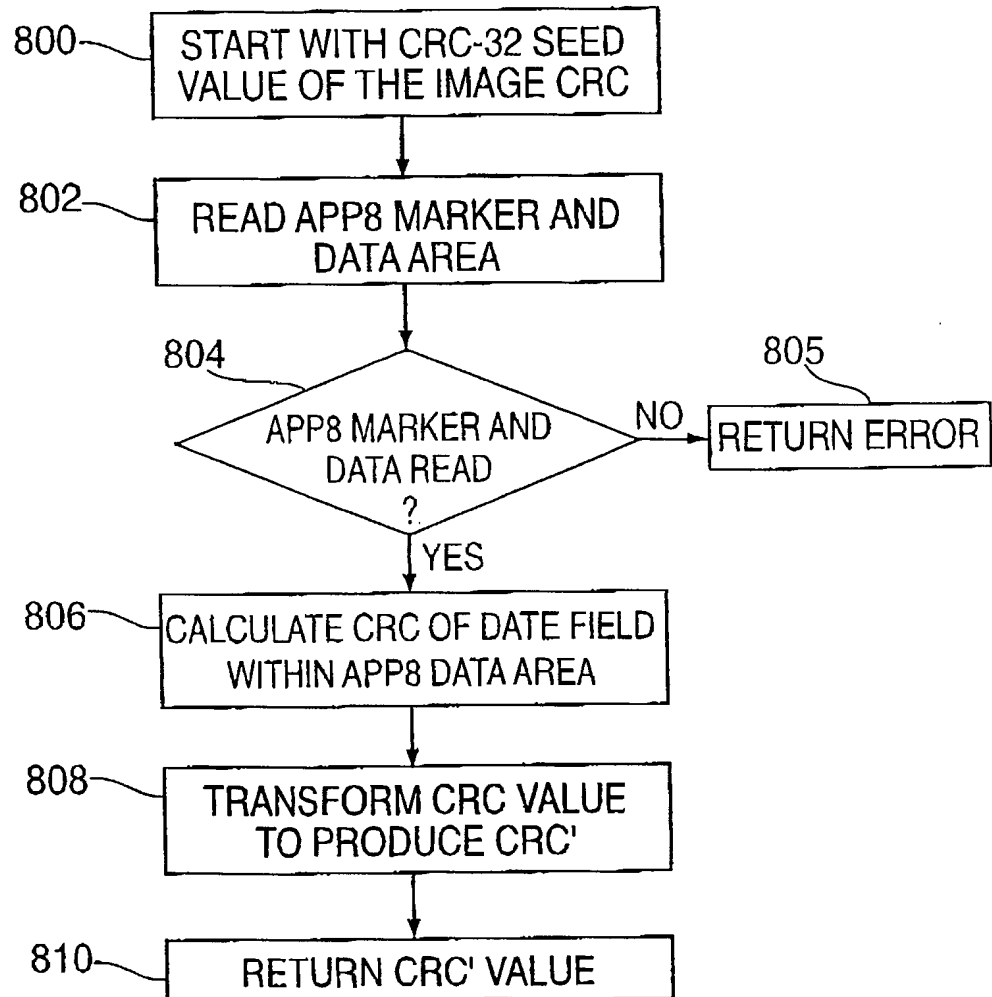 800
START WITH CRC-32 SEED
VALUE OF THE IMAGE CRC
802
READ APP8 MARKER AND
DATA AREA
804
APP8 MARKER AND
DATA READ
?
NO
805
RETURN ERROR
YES
806
CALCULATE CRC OF DATE FIELD
WITHIN APP8 DATA AREA
808
TRANSFORM CRC VALUE
TO PRODUCE CRC'
810
RETURN CRC' VALUE